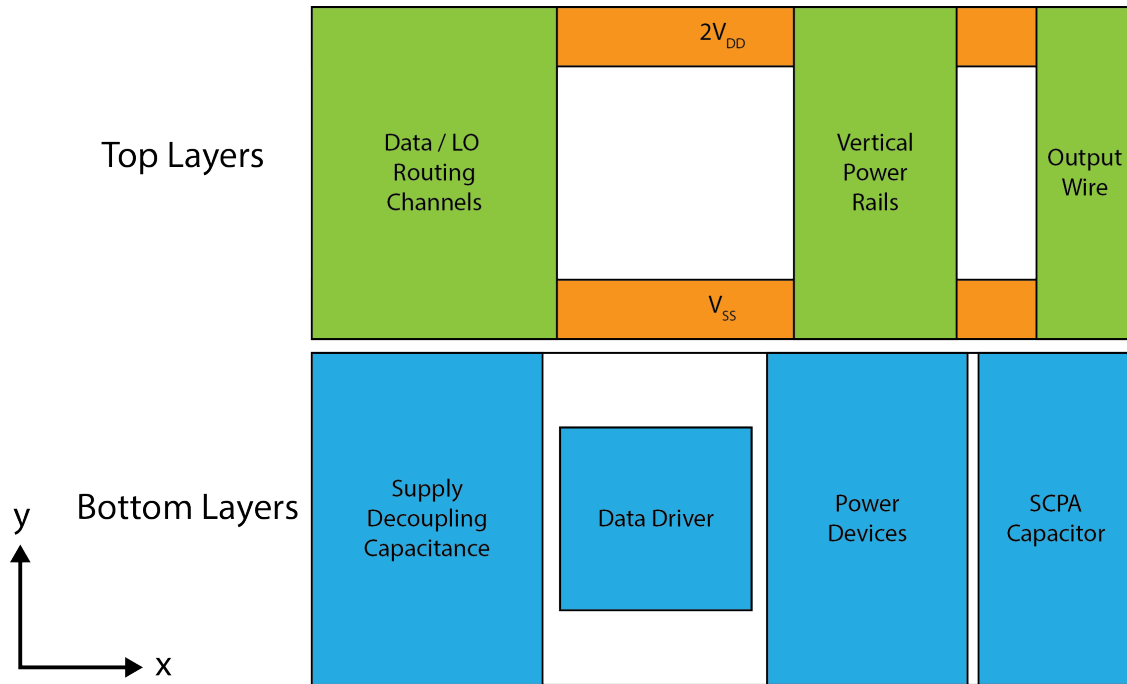 2V_DD
Top Layers
Data / LO
Routing
Channels
Vertical
Power
Rails
Output
Wire
V_SS
Bottom Layers
Supply
Decoupling
Capacitance
Data Driver
Power
Devices
SCPA
Capacitor
y
x